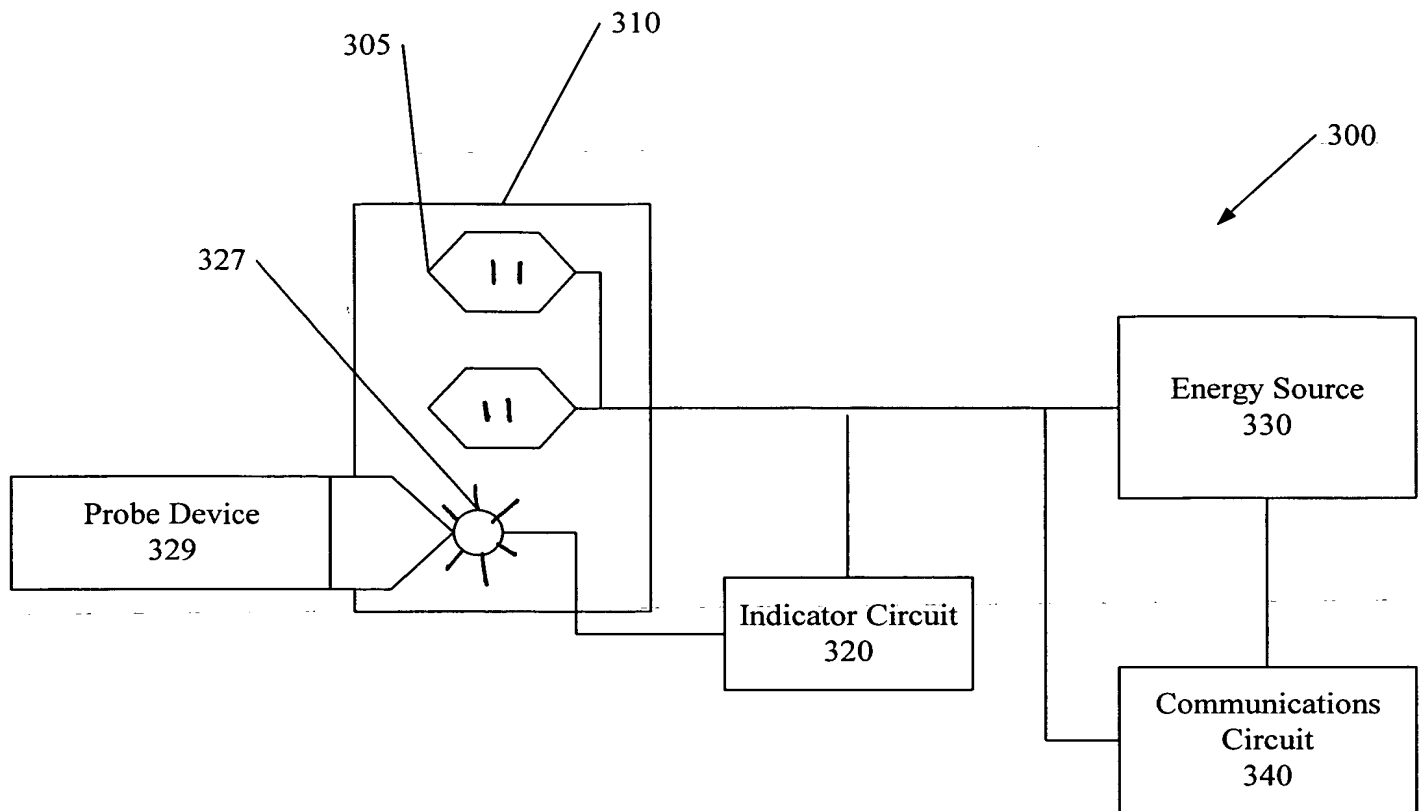 310
305
300
327
Energy Source
330
Probe Device
329
Indicator Circuit
320
Communications
Circuit
340